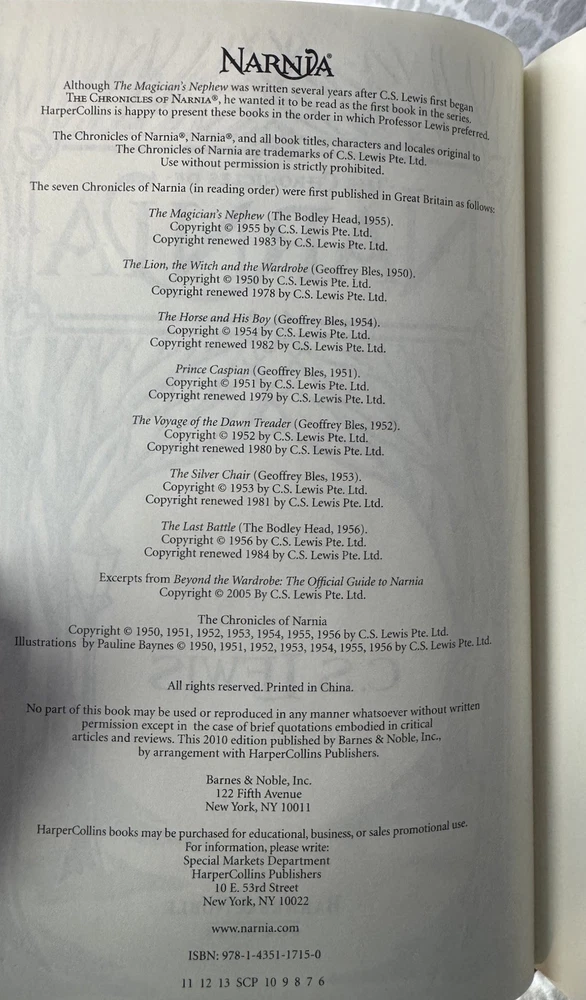 NARNIA®
Although The Magician's Nephew was written several years after C.S. Lewis first began
THE CHRONICLES OF NARNIA®, he wanted it to be read as the first book in the series.
HarperCollins is happy to present these books in the order in which Professor Lewis preferred.
The Chronicles of Narnia®, Narnia®, and all book titles, characters and locales original to
The Chronicles of Narnia are trademarks of C.S. Lewis Pte. Ltd.
Use without permission is strictly prohibited.
The seven Chronicles of Narnia (in reading order) were first published in Great Britain as follows:
The Magician's Nephew (The Bodley Head, 1955).
Copyright © 1955 by C.S. Lewis Pte. Ltd.
Copyright renewed 1983 by C.S. Lewis Pte. Ltd.
The Lion, the Witch and the Wardrobe (Geoffrey Bles, 1950).
Copyright © 1950 by C.S. Lewis Pte. Ltd.
Copyright renewed 1978 by C.S. Lewis Pte. Ltd.
The Horse and His Boy (Geoffrey Bles, 1954).
Copyright © 1954 by C.S. Lewis Pte. Ltd.
Copyright renewed 1982 by C.S. Lewis Pte. Ltd.
Prince Caspian (Geoffrey Bles, 1951).
Copyright © 1951 by C.S. Lewis Pte. Ltd.
Copyright renewed 1979 by C.S. Lewis Pte. Ltd.
The Voyage of the Dawn Treader (Geoffrey Bles, 1952).
Copyright © 1952 by C.S. Lewis Pte. Ltd.
Copyright renewed 1980 by C.S. Lewis Pte. Ltd.
The Silver Chair (Geoffrey Bles, 1953).
Copyright © 1953 by C.S. Lewis Pte. Ltd.
Copyright renewed 1981 by C.S. Lewis Pte. Ltd.
The Last Battle (The Bodley Head, 1956).
Copyright © 1956 by C.S. Lewis Pte. Ltd.
Copyright renewed 1984 by C.S. Lewis Pte. Ltd.
Excerpts from Beyond the Wardrobe: The Official Guide to Narnia
Copyright © 2005 By C.S. Lewis Pte. Ltd.
The Chronicles of Narnia
Copyright © 1950, 1951, 1952, 1953, 1954, 1955, 1956 by C.S. Lewis Pte. Ltd.
Illustrations by Pauline Baynes © 1950, 1951, 1952, 1953, 1954, 1955, 1956 by C.S. Lewis Pte. Ltd.
All rights reserved. Printed in China.
No part of this book may be used or reproduced in any manner whatsoever without written
permission except in the case of brief quotations embodied in critical
articles and reviews. This 2010 edition published by Barnes & Noble, Inc.,
by arrangement with HarperCollins Publishers.
Barnes & Noble, Inc.
122 Fifth Avenue
New York, NY 10011
HarperCollins books may be purchased for educational, business, or sales promotional use.
For information, please write:
Special Markets Department
HarperCollins Publishers
10 E. 53rd Street
New York, NY 10022
www.narnia.com
ISBN: 978-1-4351-1715-0
11 12 13 SCP 10 9 8 7 6